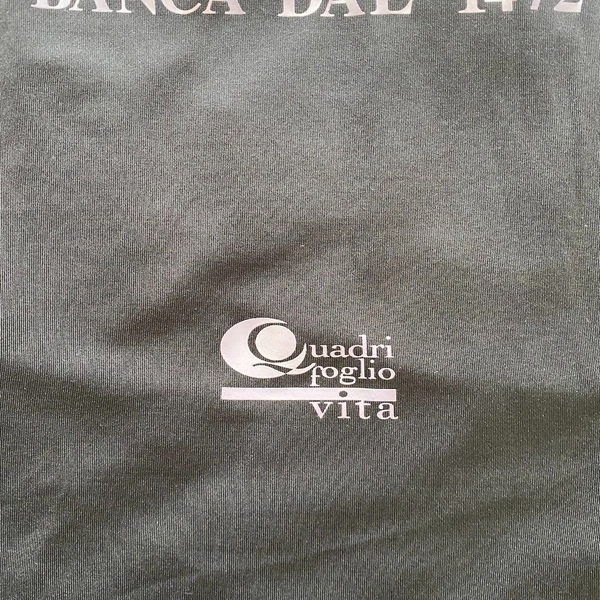 BANCA DAL 1472
Quadri
foglio
vita